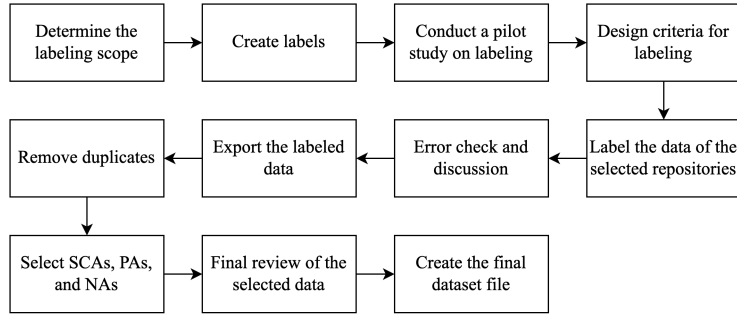 Determine the
labeling scope
Create labels
Conduct a pilot
study on labeling
Design criteria for
labeling
Label the data of the
selected repositories
Error check and
discussion
Export the labeled
data
Remove duplicates
Select SCAs, PAs,
and NAs
Final review of the
selected data
Create the final
dataset file